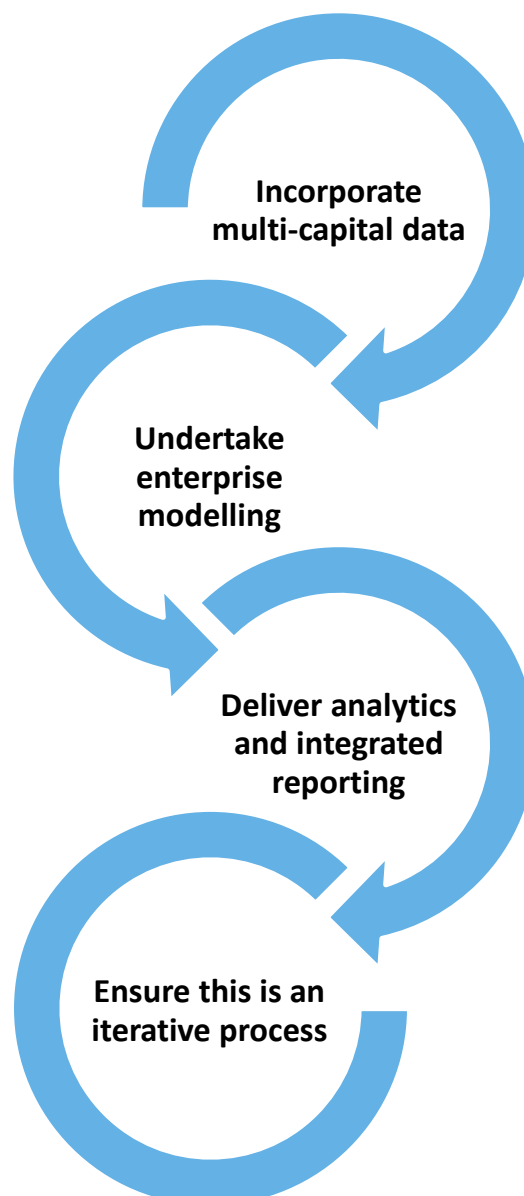 Incorporate
multi-capital data
Undertake
enterprise
modelling
Deliver analytics
and integrated
reporting
Ensure this is an
iterative process